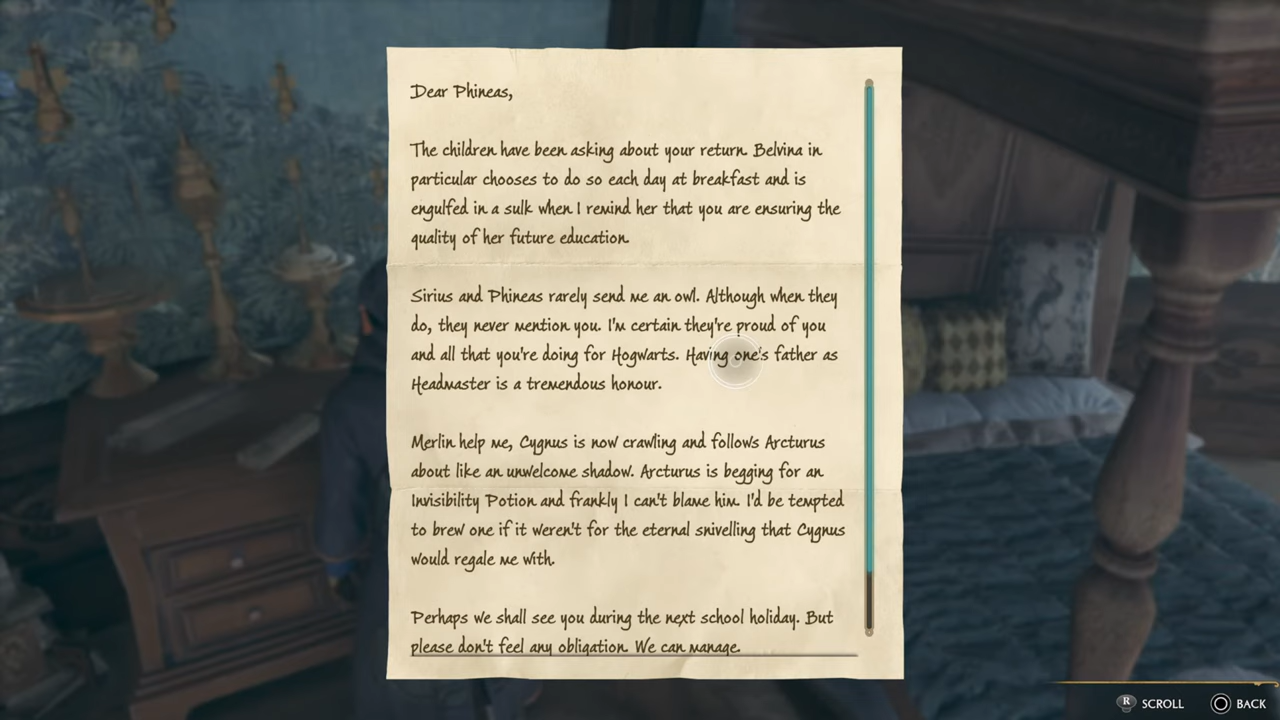 Dear Phineas,
The children have been asking about your return. Belvina in
particular chooses to do so each day at breakfast and is
engulfed in a sulk when I remind her that you are ensuring the
quality of her future education.
Sirius and Phineas rarely send me an owl. Although when they
do, they never mention you. I'm certain they're proud of you
and all that you're doing for Hogwarts. Having one's father as
Headmaster is a tremendous honour.
Merlin help me, Cygnus is now crawling and follows Arcturus
about like an unwelcome shadow. Arcturus is begging for an
Invisibility Potion and frankly I can't blame him. I'd be tempted
to brew one if it weren't for the eternal snivelling that Cygnus
would regale me with.
Perhaps we shall see you during the next school holiday. But
please don't feel any obligation. We can manage.
R SCROLL BACK